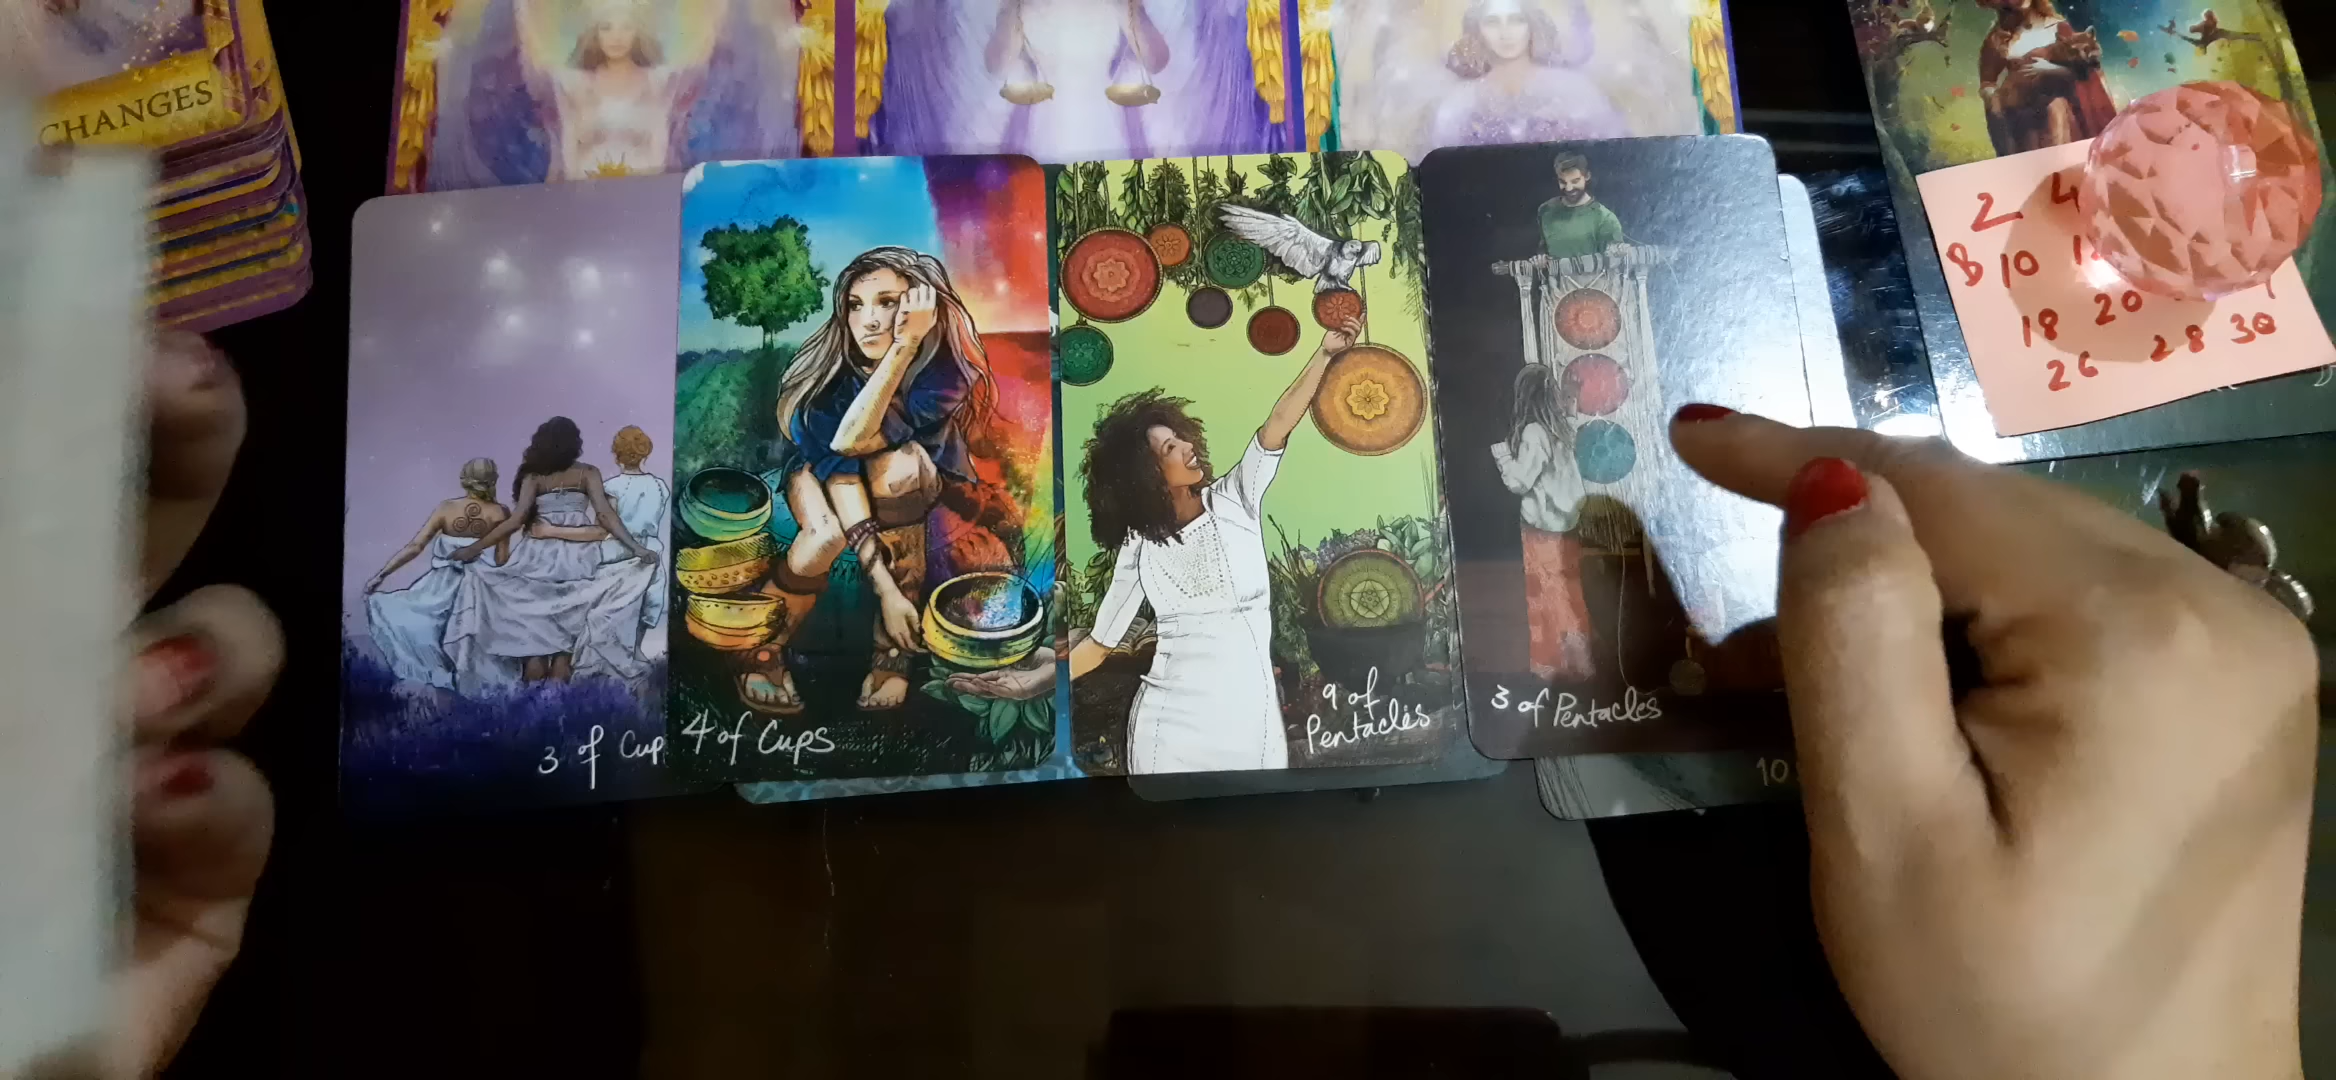 CHANGES
2 4
8 10
18 20
26 28 30
3 of Cup
4 of Cups
9 of
Pentacles
3 of Pentacles
10